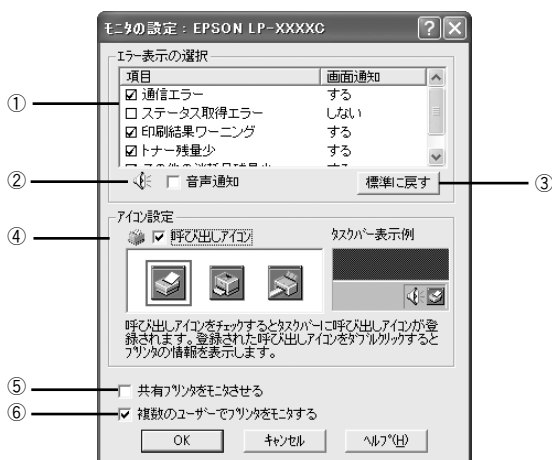 モニタの設定：EPSON LP-XXXXC
エラー表示の選択
項目 画面通知
① 通信エラー する
ステータス取得エラー しない
印刷結果ワーニング する
トナー残量少 する
② 音声通知 標準に戻す ③
アイコン設定
④ 呼び出しアイコン タスクバー表示例
呼び出しアイコンをチェックするとタスクバーに呼び出しアイコンが登
録されます。登録された呼び出しアイコンをダブルクリックすると
プリンタの情報を表示します。
⑤ 共有プリンタをモニタさせる
⑥ 複数のユーザーでプリンタをモニタする
OK キャンセル ヘルプ(H)